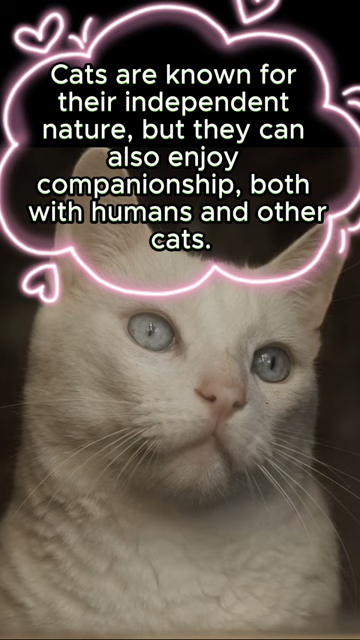 Cats are known for
their independent
nature, but they can
also enjoy
companionship, both
with humans and other
cats.